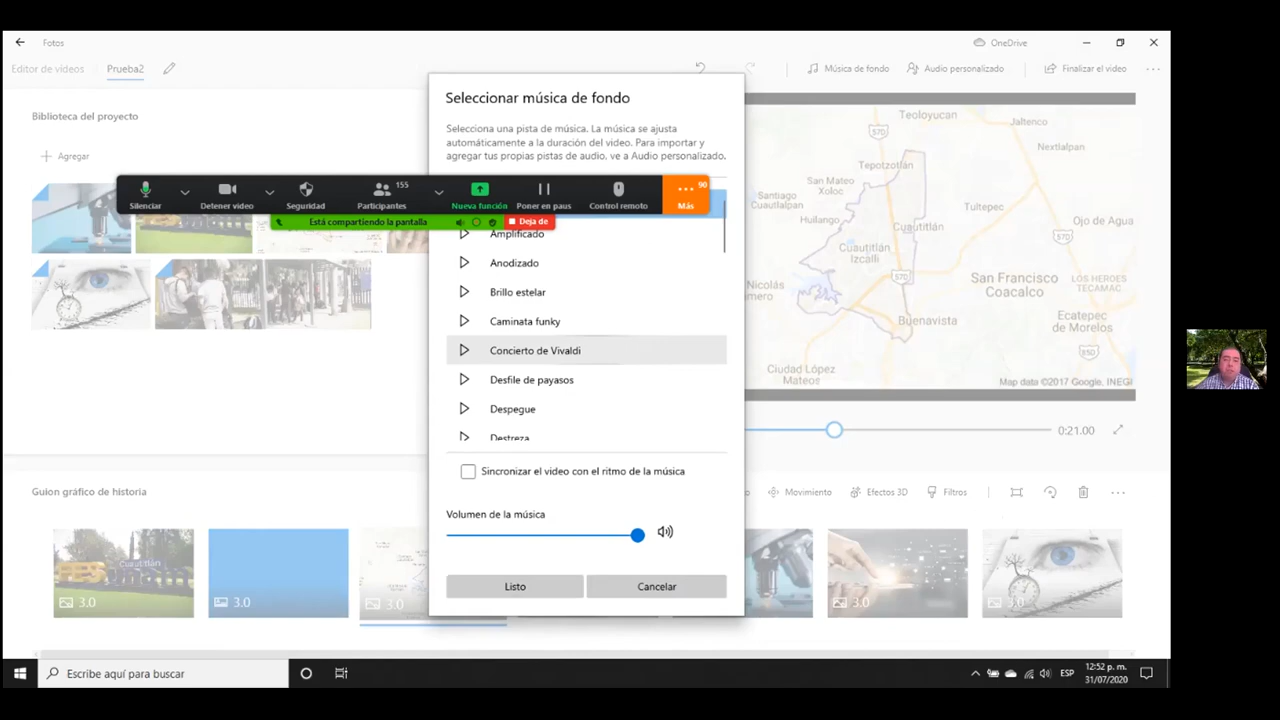 Fotos
OneDrive
Editor de vídeos
Prueba2
Música de fondo
Audio personalizado
Finalizar el video
Biblioteca del proyecto
Agregar
Seleccionar música de fondo
Selecciona una pista de música. La música se ajusta
automáticamente a la duración del video. Para importar y
agregar tus propias pistas de audio, ve a Audio personalizado.
155
90
Silenciar
Detener video
Seguridad
Participantes
Nueva función
Poner en paus
Control remoto
Más
Está compartiendo la pantalla
Deja de
Amplificado
Anodizado
Brillo estelar
Caminata funky
Concierto de Vivaldi
Desfile de payasos
Despegue
Destreza
Sincronizar el video con el ritmo de la música
Volumen de la música
Listo
Cancelar
Teoloyucan
57D
Jaltenco
Nextlalpan
Tepotzotlán
San Mateo
Xoloc
Santiago
Cuautlalpan
Huilango
Tultepec
Ojo de Agua
57D
Cuautitlán
Cuautitlán
Izcalli
57D
San Francisco
Coacalco
LOS HEROES
TECAMAC
Nicolás
Buenavista
Ecatepec
de Morelos
85D
Ciudad López
Mateos
Map data ©2017 Google, INEGI
0:21.00
Guion gráfico de historia
Movimiento
Efectos 3D
Filtros
Cuautitlán
3.0
3.0
3.0
3.0
3.0
Escribe aquí para buscar
ESP
12:52 p. m.
31/07/2020